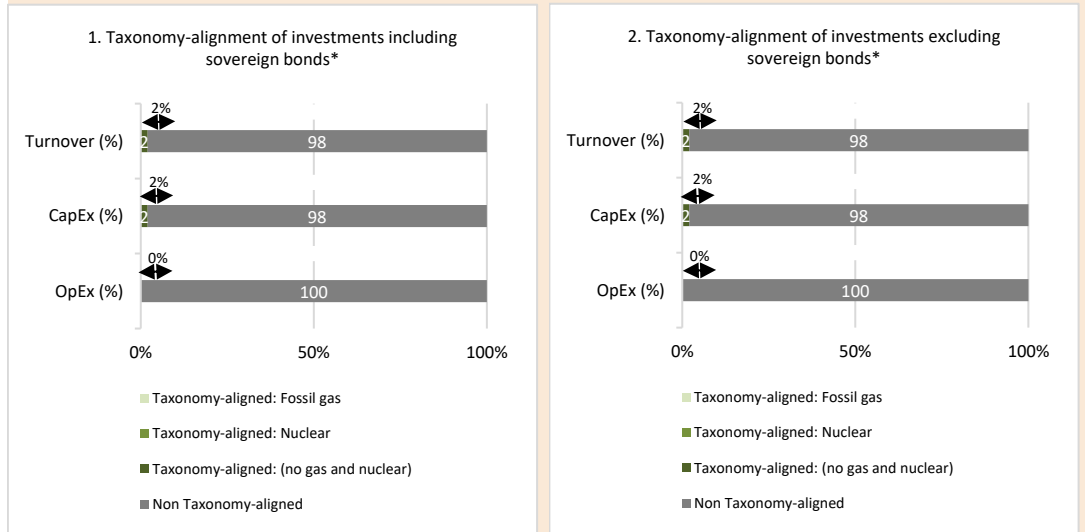 1. Taxonomy-alignment of investments including
sovereign bonds*
2%
Turnover (%)
2
98
2%
CapEx (%)
2
98
0%
OpEx (%)
100
0%
50%
100%
Taxonomy-aligned: Fossil gas
Taxonomy-aligned: Nuclear
Taxonomy-aligned: (no gas and nuclear)
Non Taxonomy-aligned
2. Taxonomy-alignment of investments excluding
sovereign bonds*
2%
Turnover (%)
2
98
2%
CapEx (%)
2
98
0%
OpEx (%)
100
0%
50%
100%
Taxonomy-aligned: Fossil gas
Taxonomy-aligned: Nuclear
Taxonomy-aligned: (no gas and nuclear)
Non Taxonomy-aligned